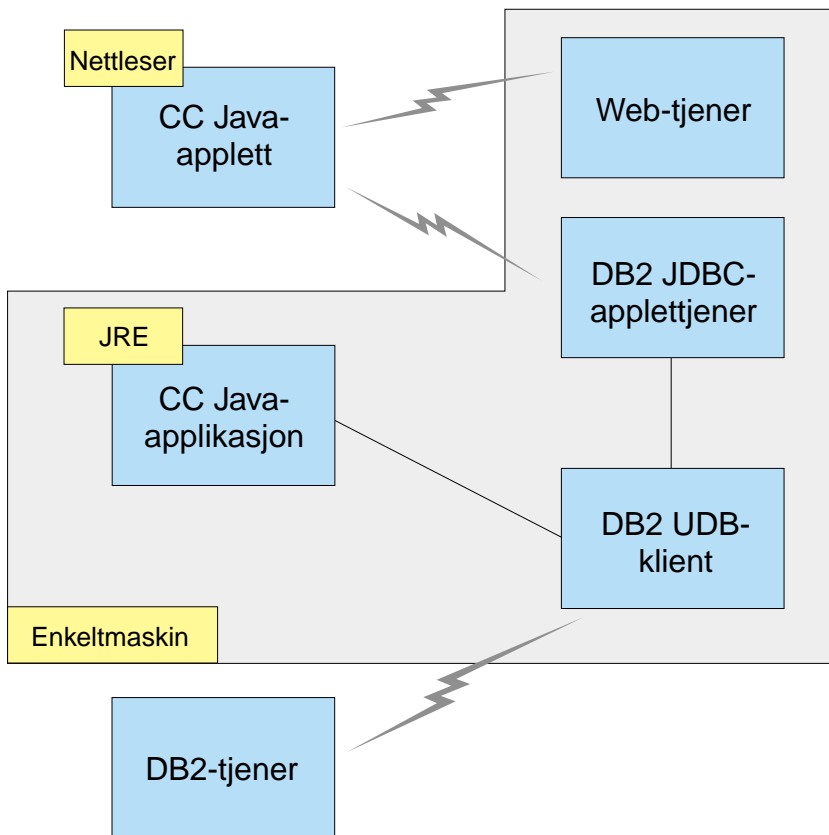 Nettleser
CC Java-
applett
Web-tjener
DB2 JDBC-
applettjener
JRE
CC Java-
applikasjon
DB2 UDB-
klient
Enkeltmaskin
DB2-tjener